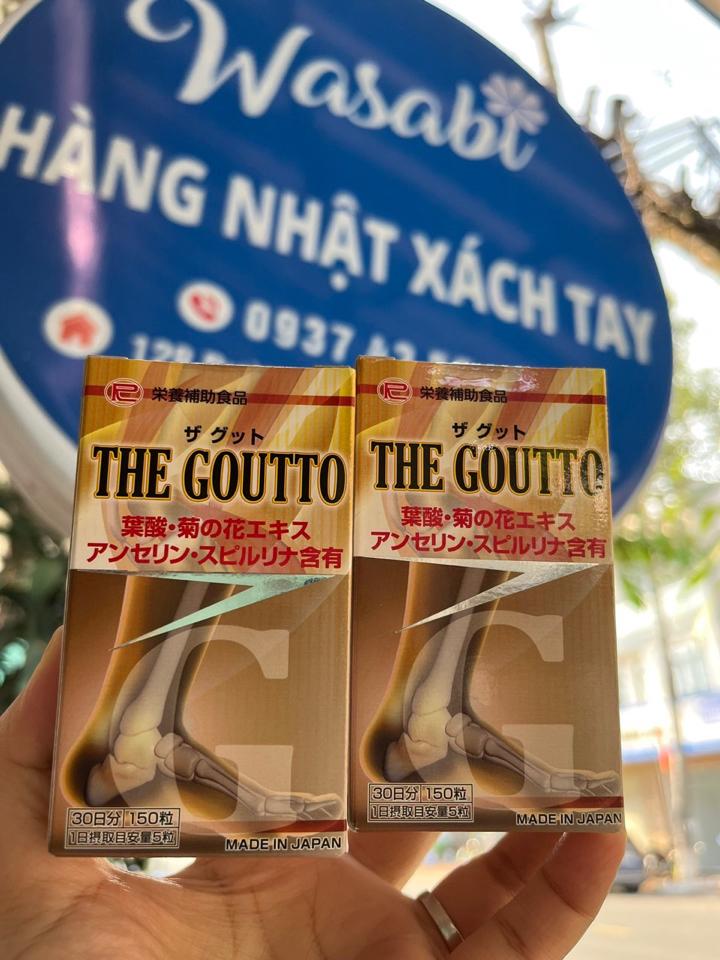 Wasabi
HÀNG NHẬT XÁCH TAY
0937
栄養補助食品
ザ グット
THE GOUTTO
葉酸・菊の花エキス
アンセリン・スピルリナ含有
G
30日分 150粒
1日摂取目安量5粒
MADE IN JAPAN
栄養補助食品
ザ グット
THE GOUTTO
葉酸・菊の花エキス
アンセリン・スピルリナ含有
G
30日分 150粒
1日摂取目安量5粒
MADE IN JAPAN